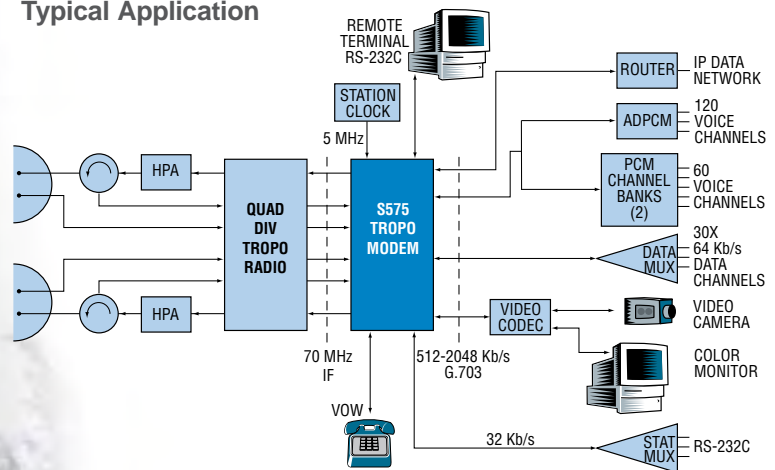 Typical Application
REMOTE
TERMINAL
RS-232C
STATION
CLOCK
5 MHz
HPA
HPA
QUAD
DIV
TROPO
RADIO
S575
TROPO
MODEM
70 MHz
IF
512-2048 Kb/s
G.703
VOW
32 Kb/s
ROUTER
IP DATA
NETWORK
ADPCM
120
VOICE
CHANNELS
PCM
CHANNEL
BANKS
(2)
60
VOICE
CHANNELS
DATA
MUX
30X
64 Kb/s
DATA
CHANNELS
VIDEO
CODEC
VIDEO
CAMERA
COLOR
MONITOR
STAT
MUX
RS-232C